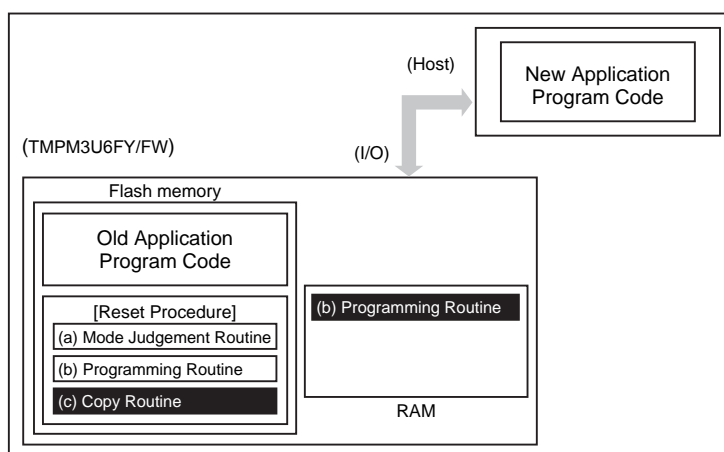 (Host)
New Application
Program Code
(TMPM3U6FY/FW)
(I/O)
Flash memory
Old Application
Program Code
[Reset Procedure]
(a) Mode Judgement Routine
(b) Programming Routine
(c) Copy Routine
(b) Programming Routine
RAM